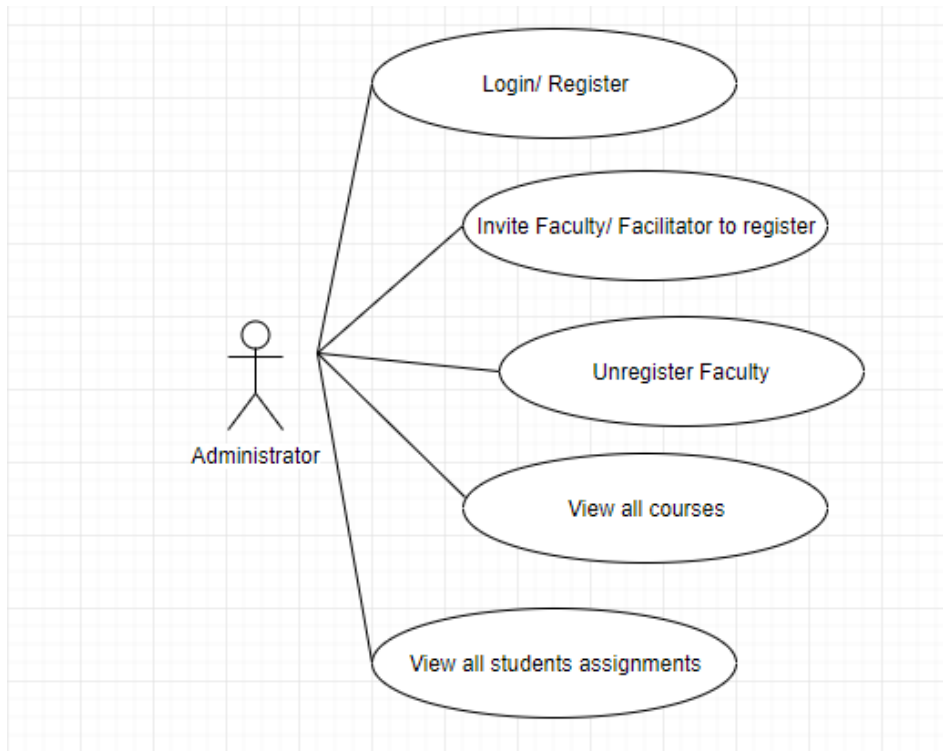 Login/ Register
Invite Faculty/ Facilitator to register
Unregister Faculty
Administrator
View all courses
View all students assignments